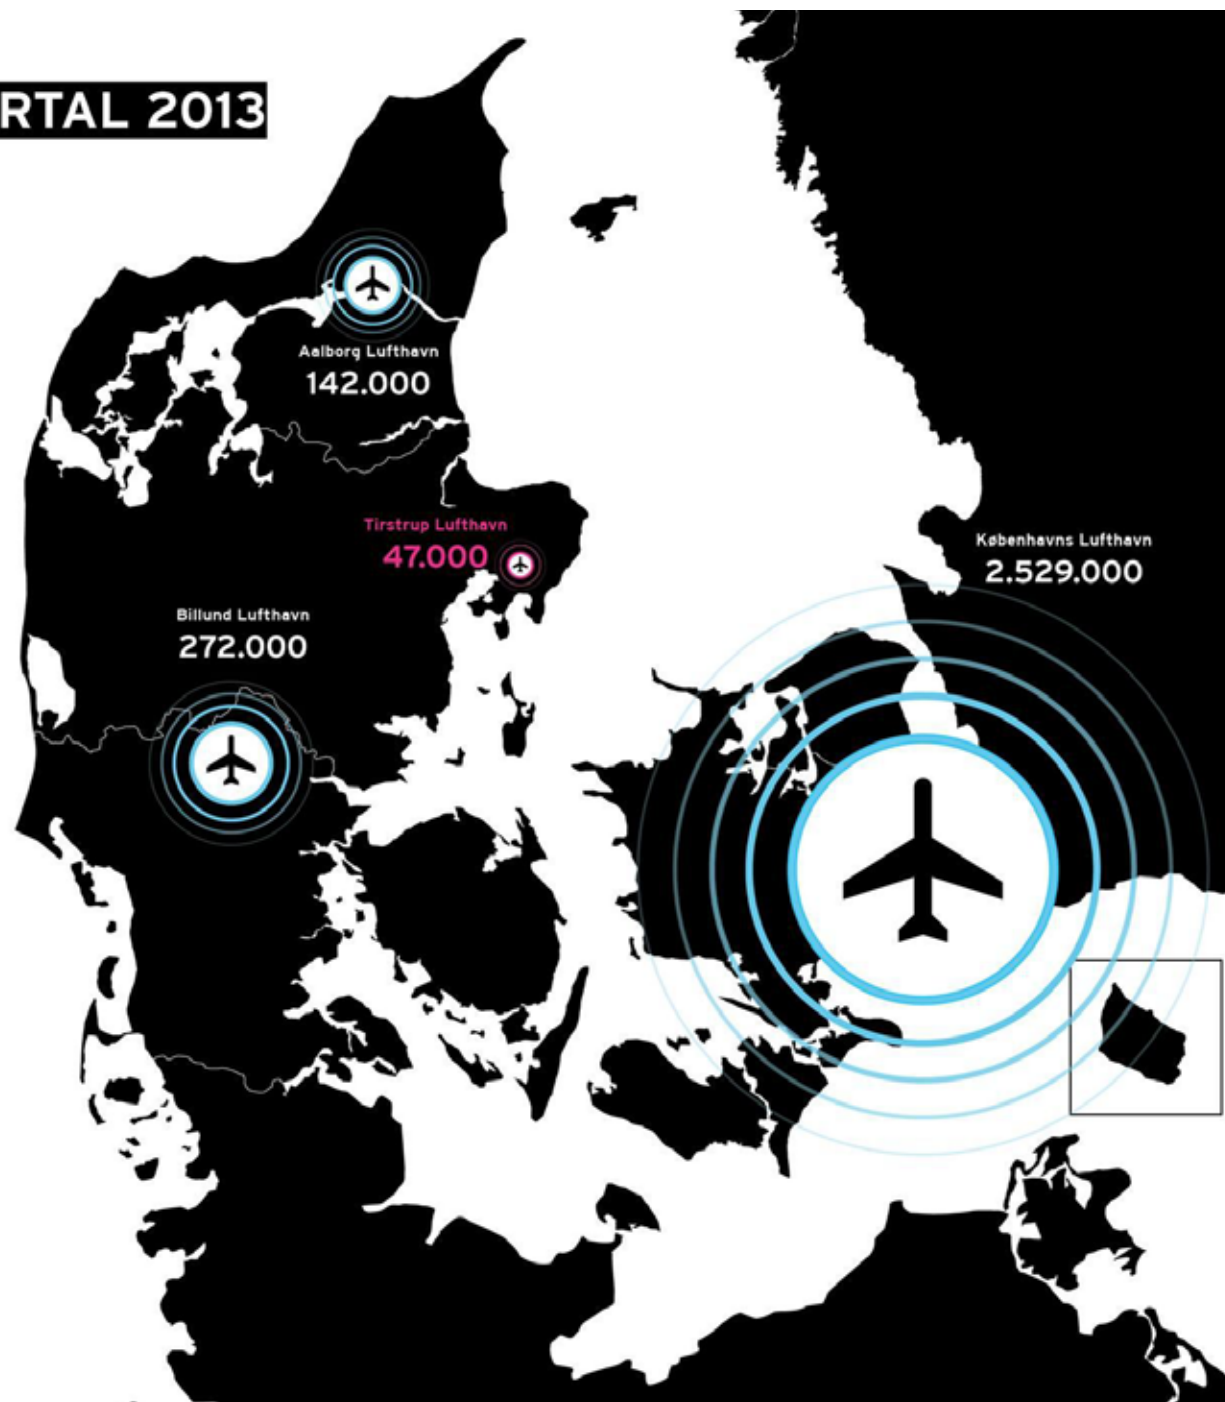 RTAL 2013
Aalborg Lufthavn
142.000
Tirstrup Lufthavn
47.000
Københavns Lufthavn
2.529.000
Billund Lufthavn
272.000